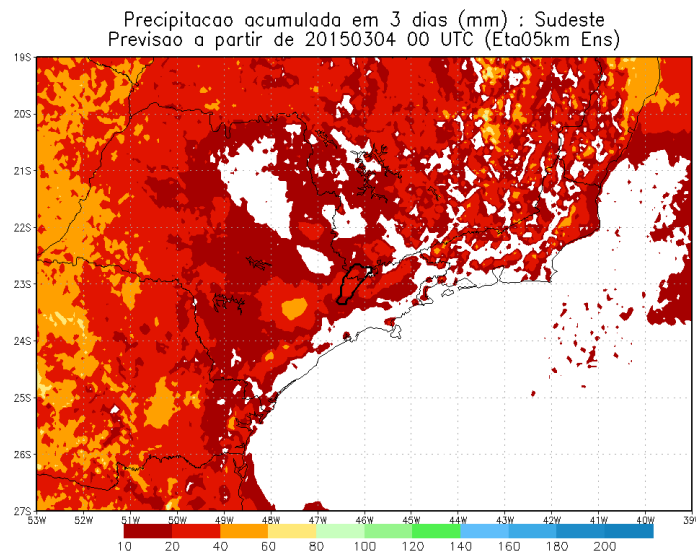 Precipitacao acumulada em 3 dias (mm) : Sudeste
Previsao a partir de 20150304 00 UTC (Eta05km Ens)
19S
20S
21S
22S
23S
24S
25S
26S
27S
53W 52W 51W 50W 49W 48W 47W 46W 45W 44W 43W 42W 41W 40W 39W
10 20 40 60 80 100 120 140 160 180 200